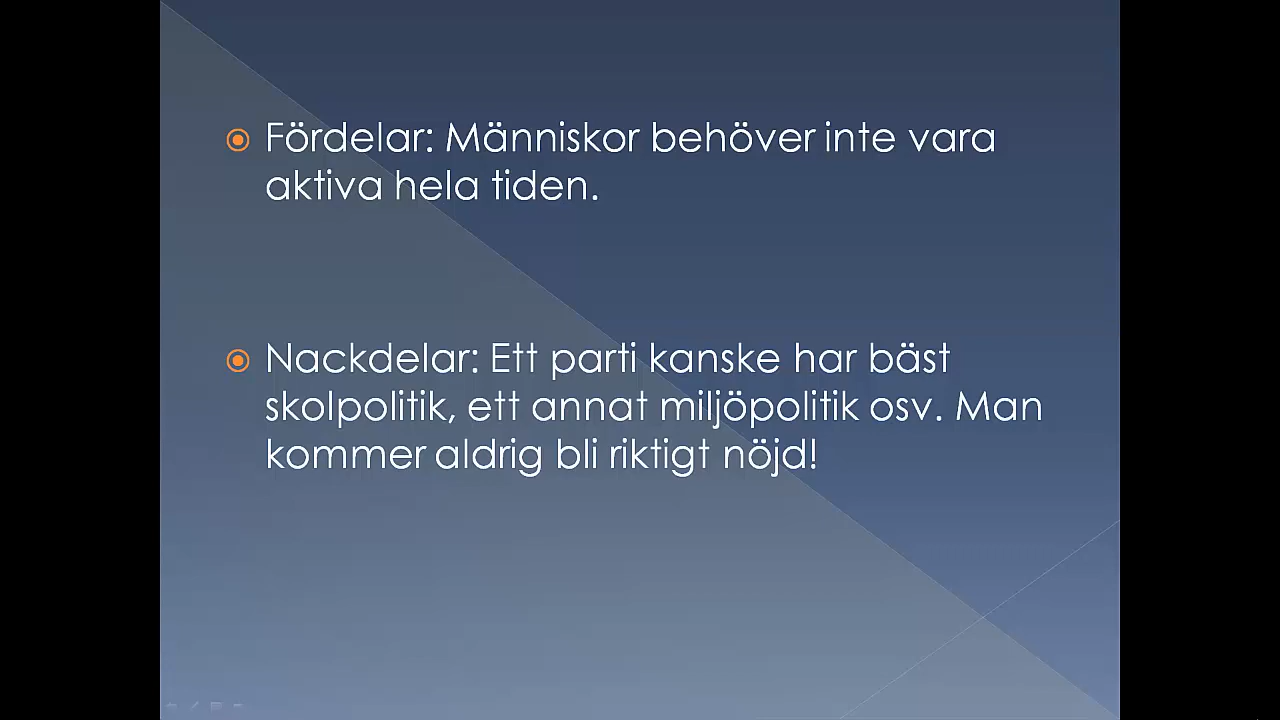 Fördelar: Människor behöver inte vara
aktiva hela tiden.
Nackdelar: Ett parti kanske har bäst
skolpolitik, ett annat miljöpolitik osv. Man
kommer aldrig bli riktigt nöjd!